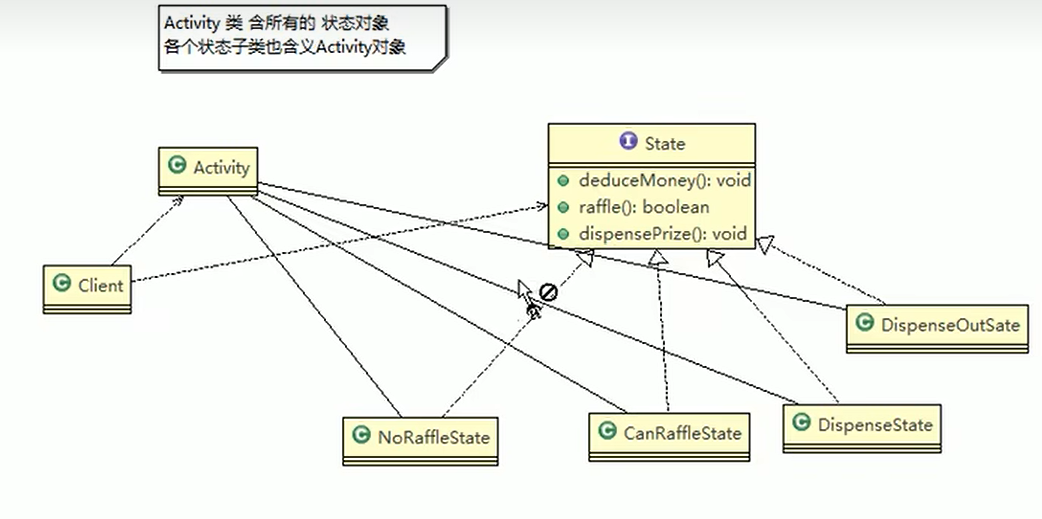 Activity 类 含所有的 状态对象
各个状态子类也含义Activity对象
I State
deduceMoney(): void
raffle(): boolean
dispensePrize(): void
C Activity
C Client
C DispenseOutSate
C NoRaffleState
C CanRaffleState
C DispenseState